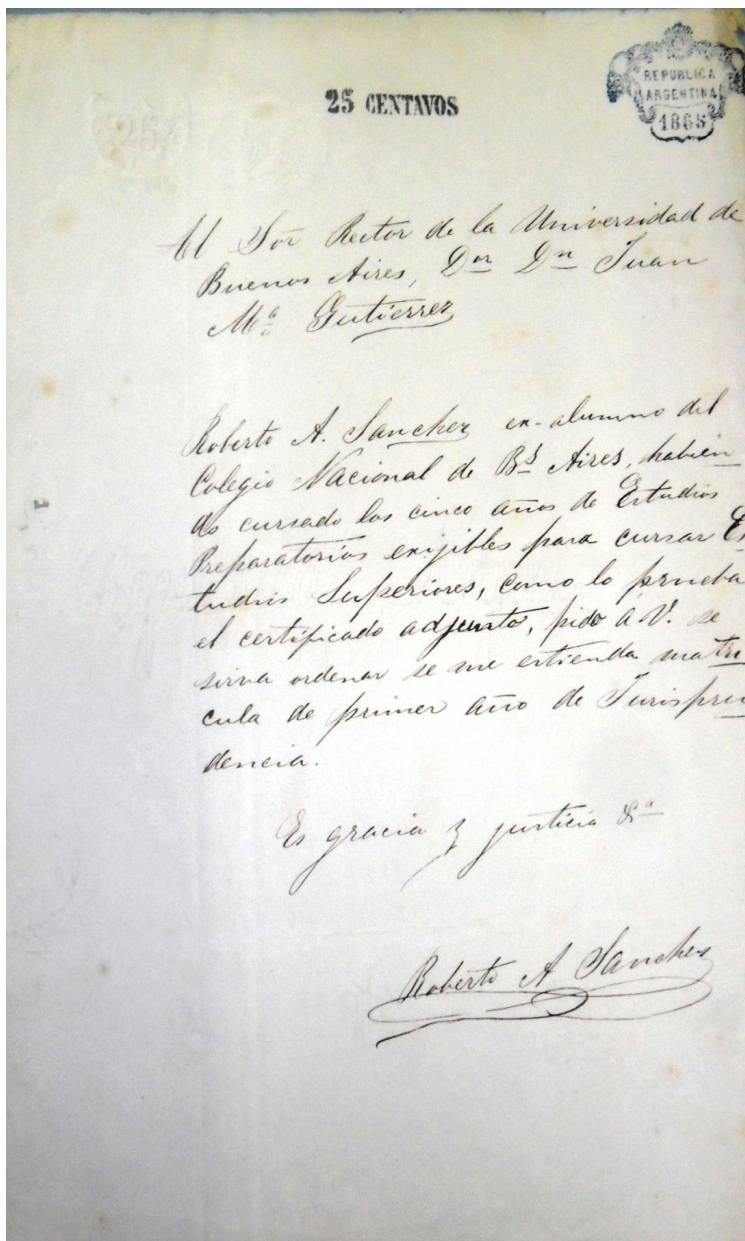 25 CENTAVOS
REPUBLICA
ARGENTINA
1865
Al Sor Rector de la Universidad de
Buenos Aires, Dor Dn Juan
Ma Gutierrez
Roberto A. Sanchez ex-alumno del
Colegio Nacional de Bs Aires, habien
do cursado los cinco años de Estudios
Preparatorios exijibles para cursar Es
tudios Superiores, como lo prueba
el certificado adjunto, pido a V. se
sirva ordenar se me estienda matri
cula de primer año de Jurispru
dencia.
Es gracia y justicia &a
Roberto A Sanchez